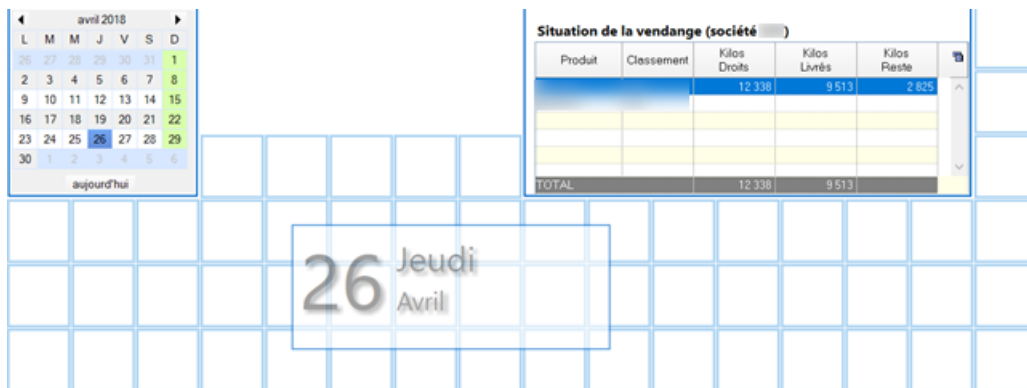 avril 2018
L M M J V S D
26 27 28 29 30 31 1
2 3 4 5 6 7 8
9 10 11 12 13 14 15
16 17 18 19 20 21 22
23 24 25 26 27 28 29
30 1 2 3 4 5 6
aujourd'hui
Situation de la vendange (société )
Produit Classement Kilos Droits Kilos Livrés Kilos Reste
12 338 9 513 2 825
TOTAL 12 338 9 513
26 Jeudi
Avril